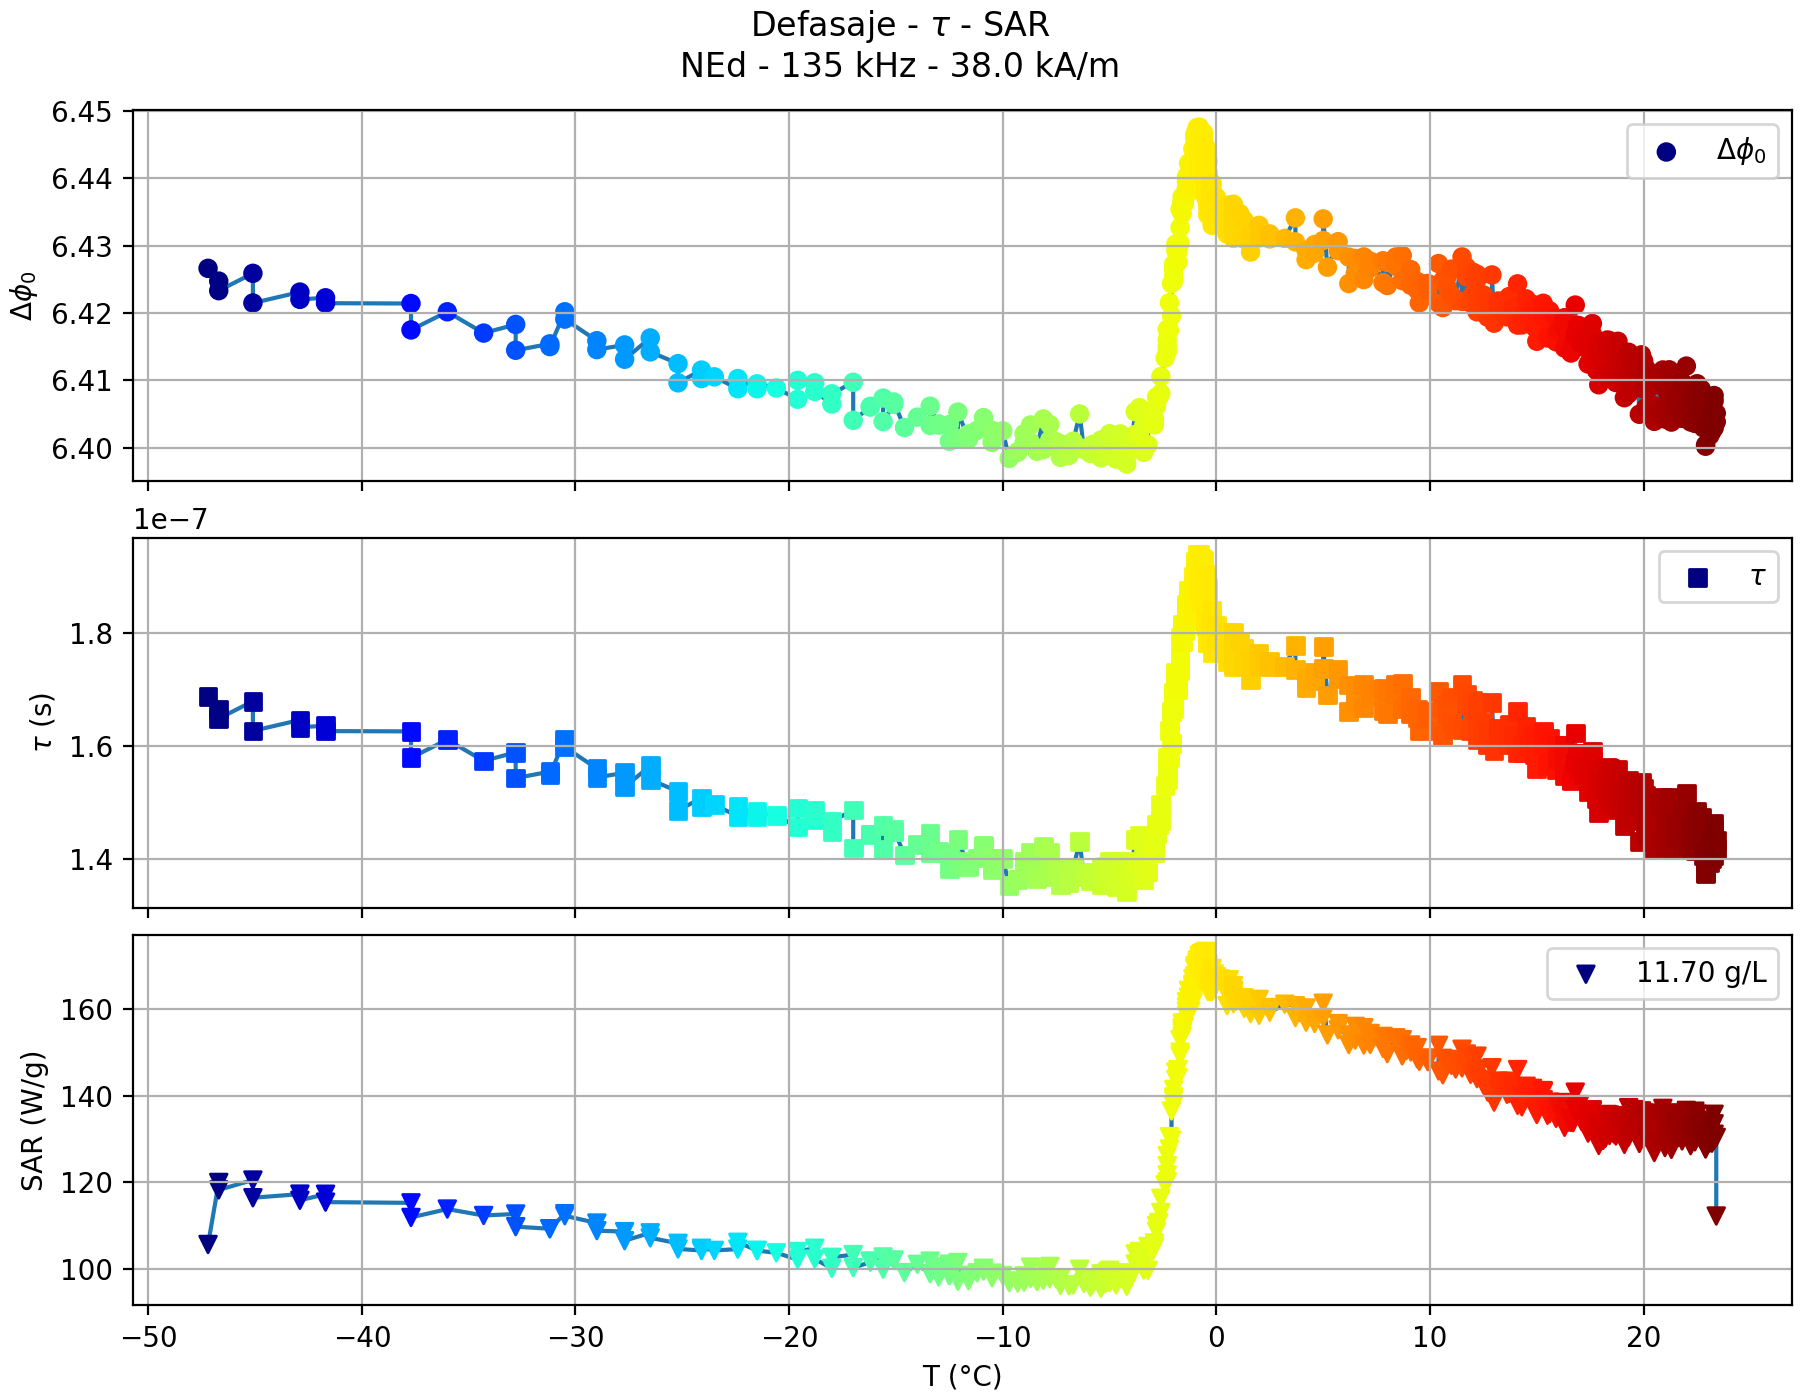 Defasaje - τ - SAR
NEd - 135 kHz - 38.0 kA/m
6.45
6.44
6.43
6.42
6.41
6.40
Δϕ₀
Δϕ₀
1e−7
1.8
1.6
1.4
τ (s)
τ
160
140
120
100
SAR (W/g)
11.70 g/L
−50 −40 −30 −20 −10 0 10 20
T (°C)